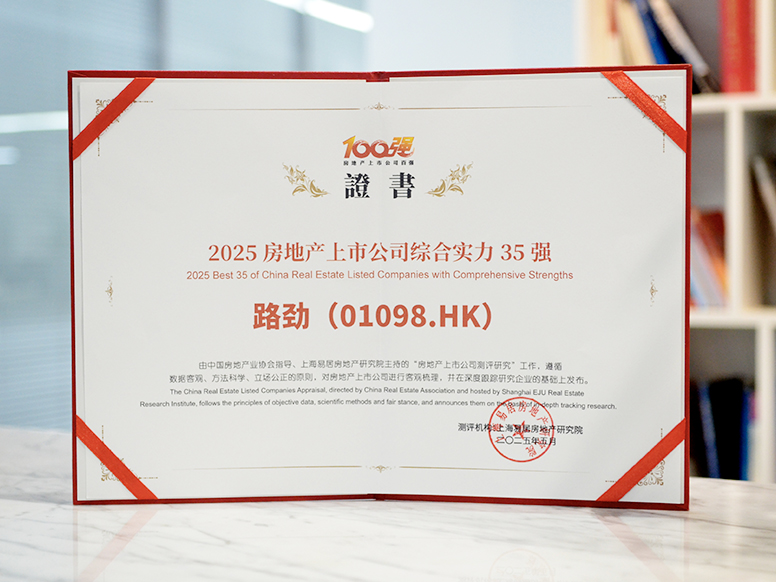 100强
房地产上市公司百强
證書
2025 房地产上市公司综合实力 35 强
2025 Best 35 of China Real Estate Listed Companies with Comprehensive Strengths
路劲（01098.HK）
由中国房地产业协会指导、上海易居房地产研究院主持的“房地产上市公司测评研究”工作，遵循
数据客观、方法科学、立场公正的原则，对房地产上市公司进行客观梳理，并在深度跟踪研究企业的基础上发布。
The China Real Estate Listed Companies Appraisal, directed by China Real Estate Association and hosted by Shanghai EJU Real Estate
Research Institute, follows the principles of objective data, scientific methods and fair stance, and announces them on the basis of in-depth tracking research.
测评机构:上海易居房地产研究院
二〇二五年五月